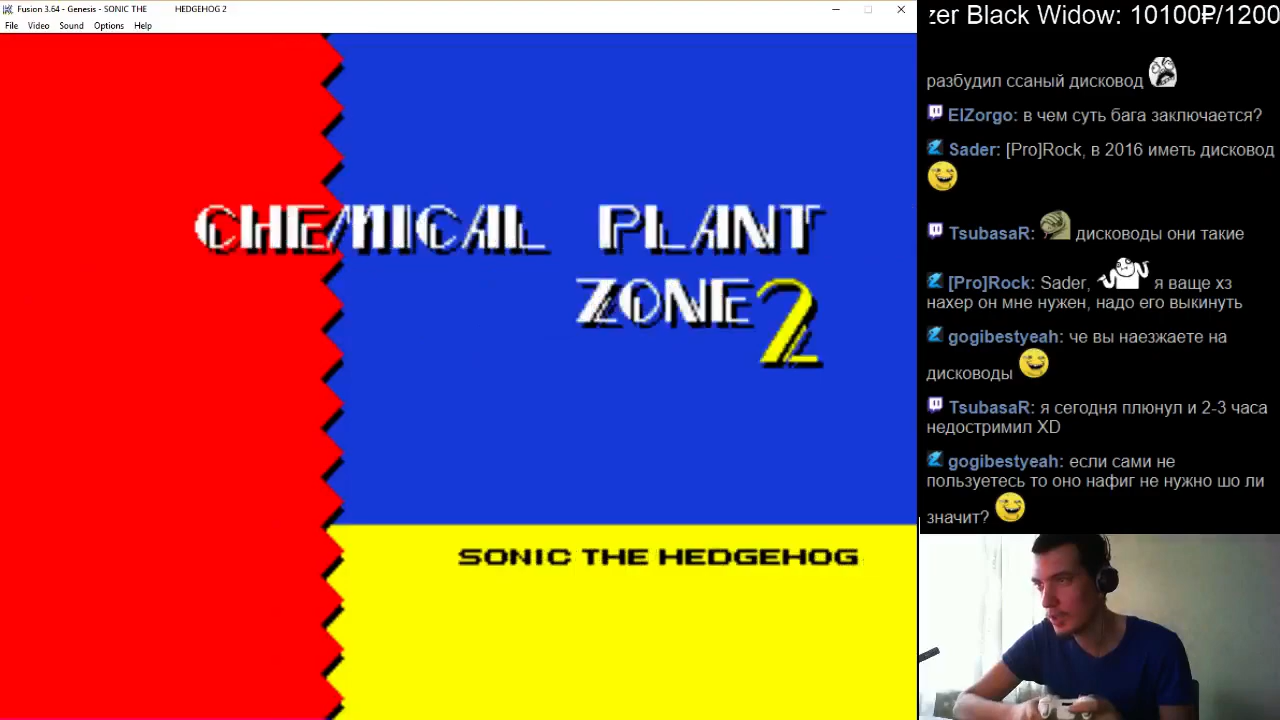 Fusion 3.64 - Genesis - SONIC THE HEDGEHOG 2
File Video Sound Options Help
CHEMICAL PLANT
ZONE 2
SONIC THE HEDGEHOG
zer Black Widow: 10100₽/1200
разбудил ссаный дисковод
ElZorgo: в чем суть бага заключается?
Sader: [Pro]Rock, в 2016 иметь дисковод
TsubasaR: дисководы они такие
[Pro]Rock: Sader, я ваще хз
нахер он мне нужен, надо его выкинуть
gogibestyeah: че вы наезжаете на
дисководы
TsubasaR: я сегодня плюнул и 2-3 часа
недостримил XD
gogibestyeah: если сами не
пользуетесь то оно нафиг не нужно шо ли
значит?